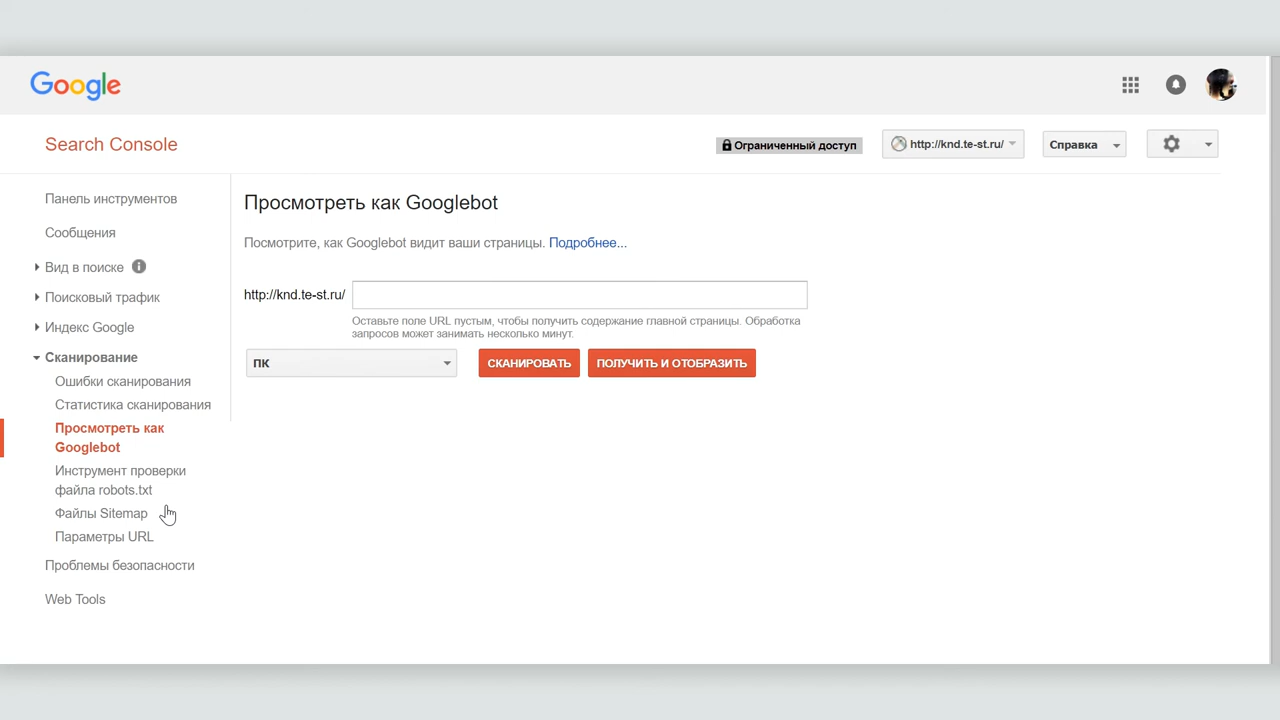 Google
Search Console
Ограниченный доступ
http://knd.te-st.ru/
Справка
Панель инструментов
Сообщения
Вид в поиске
Поисковый трафик
Индекс Google
Сканирование
Ошибки сканирования
Статистика сканирования
Просмотреть как
Googlebot
Инструмент проверки
файла robots.txt
Файлы Sitemap
Параметры URL
Проблемы безопасности
Web Tools
Просмотреть как Googlebot
Посмотрите, как Googlebot видит ваши страницы. Подробнее...
http://knd.te-st.ru/
Оставьте поле URL пустым, чтобы получить содержание главной страницы. Обработка
запросов может занимать несколько минут.
ПК
СКАНИРОВАТЬ
ПОЛУЧИТЬ И ОТОБРАЗИТЬ